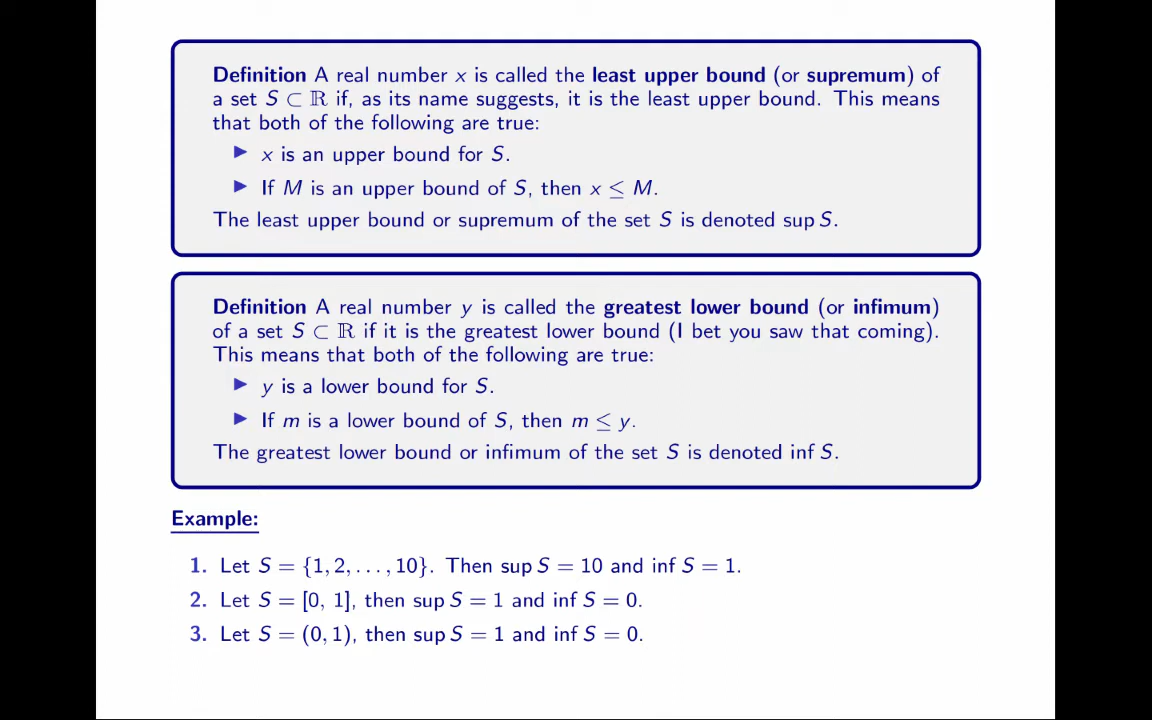 Definition A real number x is called the least upper bound (or supremum) of
a set S ⊂ ℝ if, as its name suggests, it is the least upper bound. This means
that both of the following are true:
▶ x is an upper bound for S.
▶ If M is an upper bound of S, then x ≤ M.
The least upper bound or supremum of the set S is denoted sup S.
Definition A real number y is called the greatest lower bound (or infimum)
of a set S ⊂ ℝ if it is the greatest lower bound (I bet you saw that coming).
This means that both of the following are true:
▶ y is a lower bound for S.
▶ If m is a lower bound of S, then m ≤ y.
The greatest lower bound or infimum of the set S is denoted inf S.
Example:
1. Let S = {1, 2, . . . , 10}. Then sup S = 10 and inf S = 1.
2. Let S = [0, 1], then sup S = 1 and inf S = 0.
3. Let S = (0, 1), then sup S = 1 and inf S = 0.